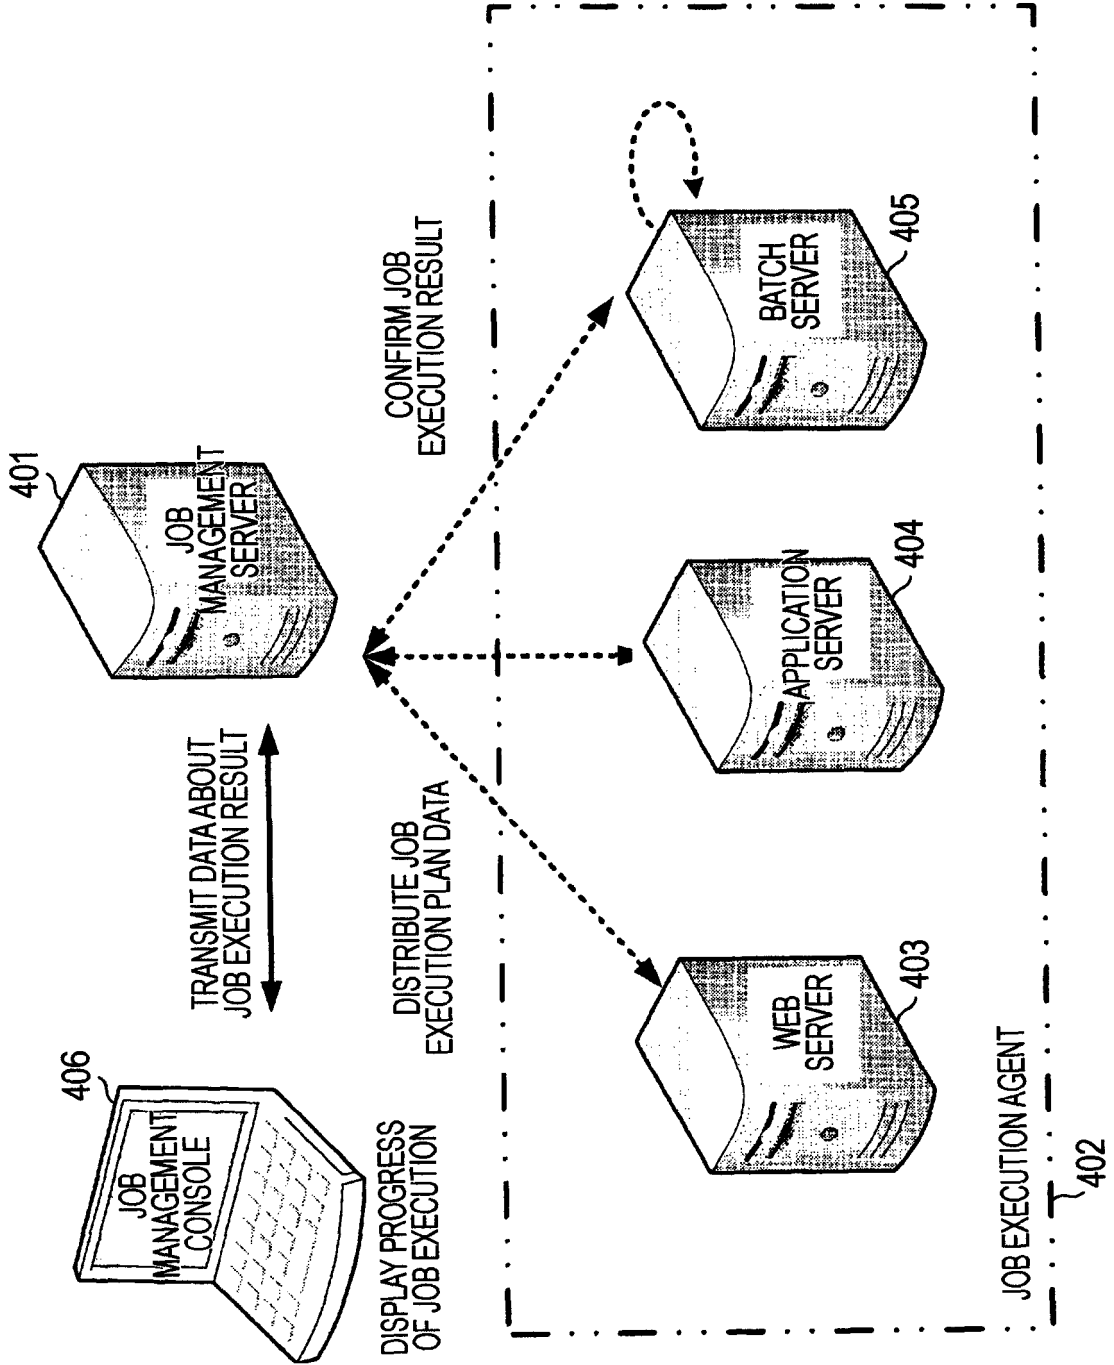 406
JOB
MANAGEMENT
CONSOLE
DISPLAY PROGRESS
OF JOB EXECUTION
TRANSMIT DATA ABOUT
JOB EXECUTION RESULT
401
JOB
MANAGEMENT
SERVER
DISTRIBUTE JOB
EXECUTION PLAN DATA
CONFIRM JOB
EXECUTION RESULT
WEB
SERVER
403
APPLICATION
SERVER
404
BATCH
SERVER
405
JOB EXECUTION AGENT
402